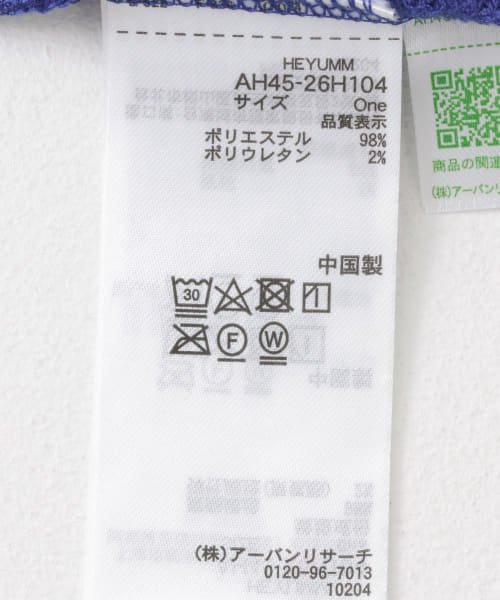 HEYUMM
AH45-26H104
サイズ One
品質表示
ポリエステル 98%
ポリウレタン 2%
中国製
30
F W
(株)アーバンリサーチ
0120-96-7013
10204
商品の関連
(株)アーバンリサ